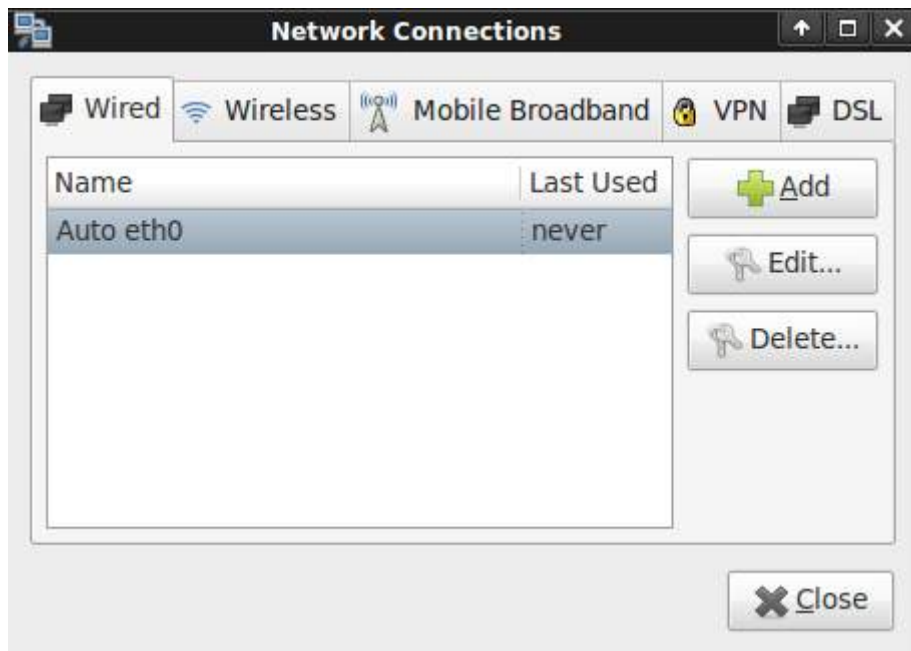 Network Connections
Wired Wireless Mobile Broadband VPN DSL
Name Last Used
Auto eth0 never
Add
Edit...
Delete...
Close